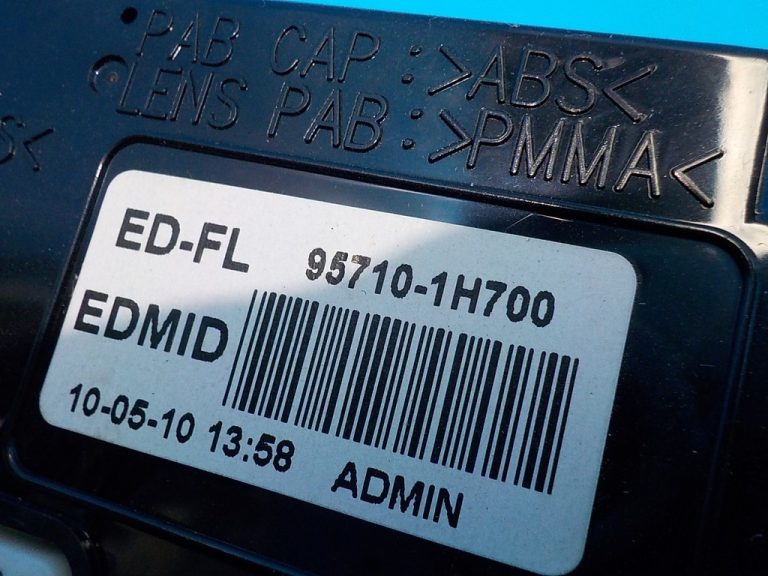 PAB CAP : >ABS<
LENS PAB : >PMMA<
S<
ED-FL 95710-1H700
EDMID
10-05-10 13:58 ADMIN